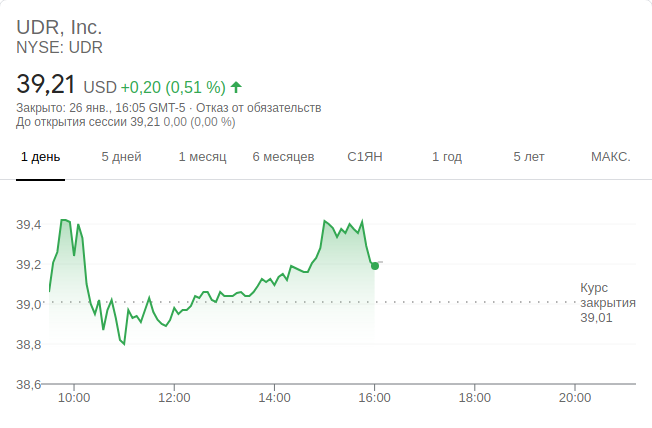 UDR, Inc.
NYSE: UDR
39,21 USD +0,20 (0,51 %)
Закрыто: 26 янв., 16:05 GMT-5 · Отказ от обязательств
До открытия сессии 39,21 0,00 (0,00 %)
1 день 5 дней 1 месяц 6 месяцев С1ЯН 1 год 5 лет МАКС.
39,4
39,2
39,0
38,8
38,6
Курс
закрытия
39,01
10:00 12:00 14:00 16:00 18:00 20:00